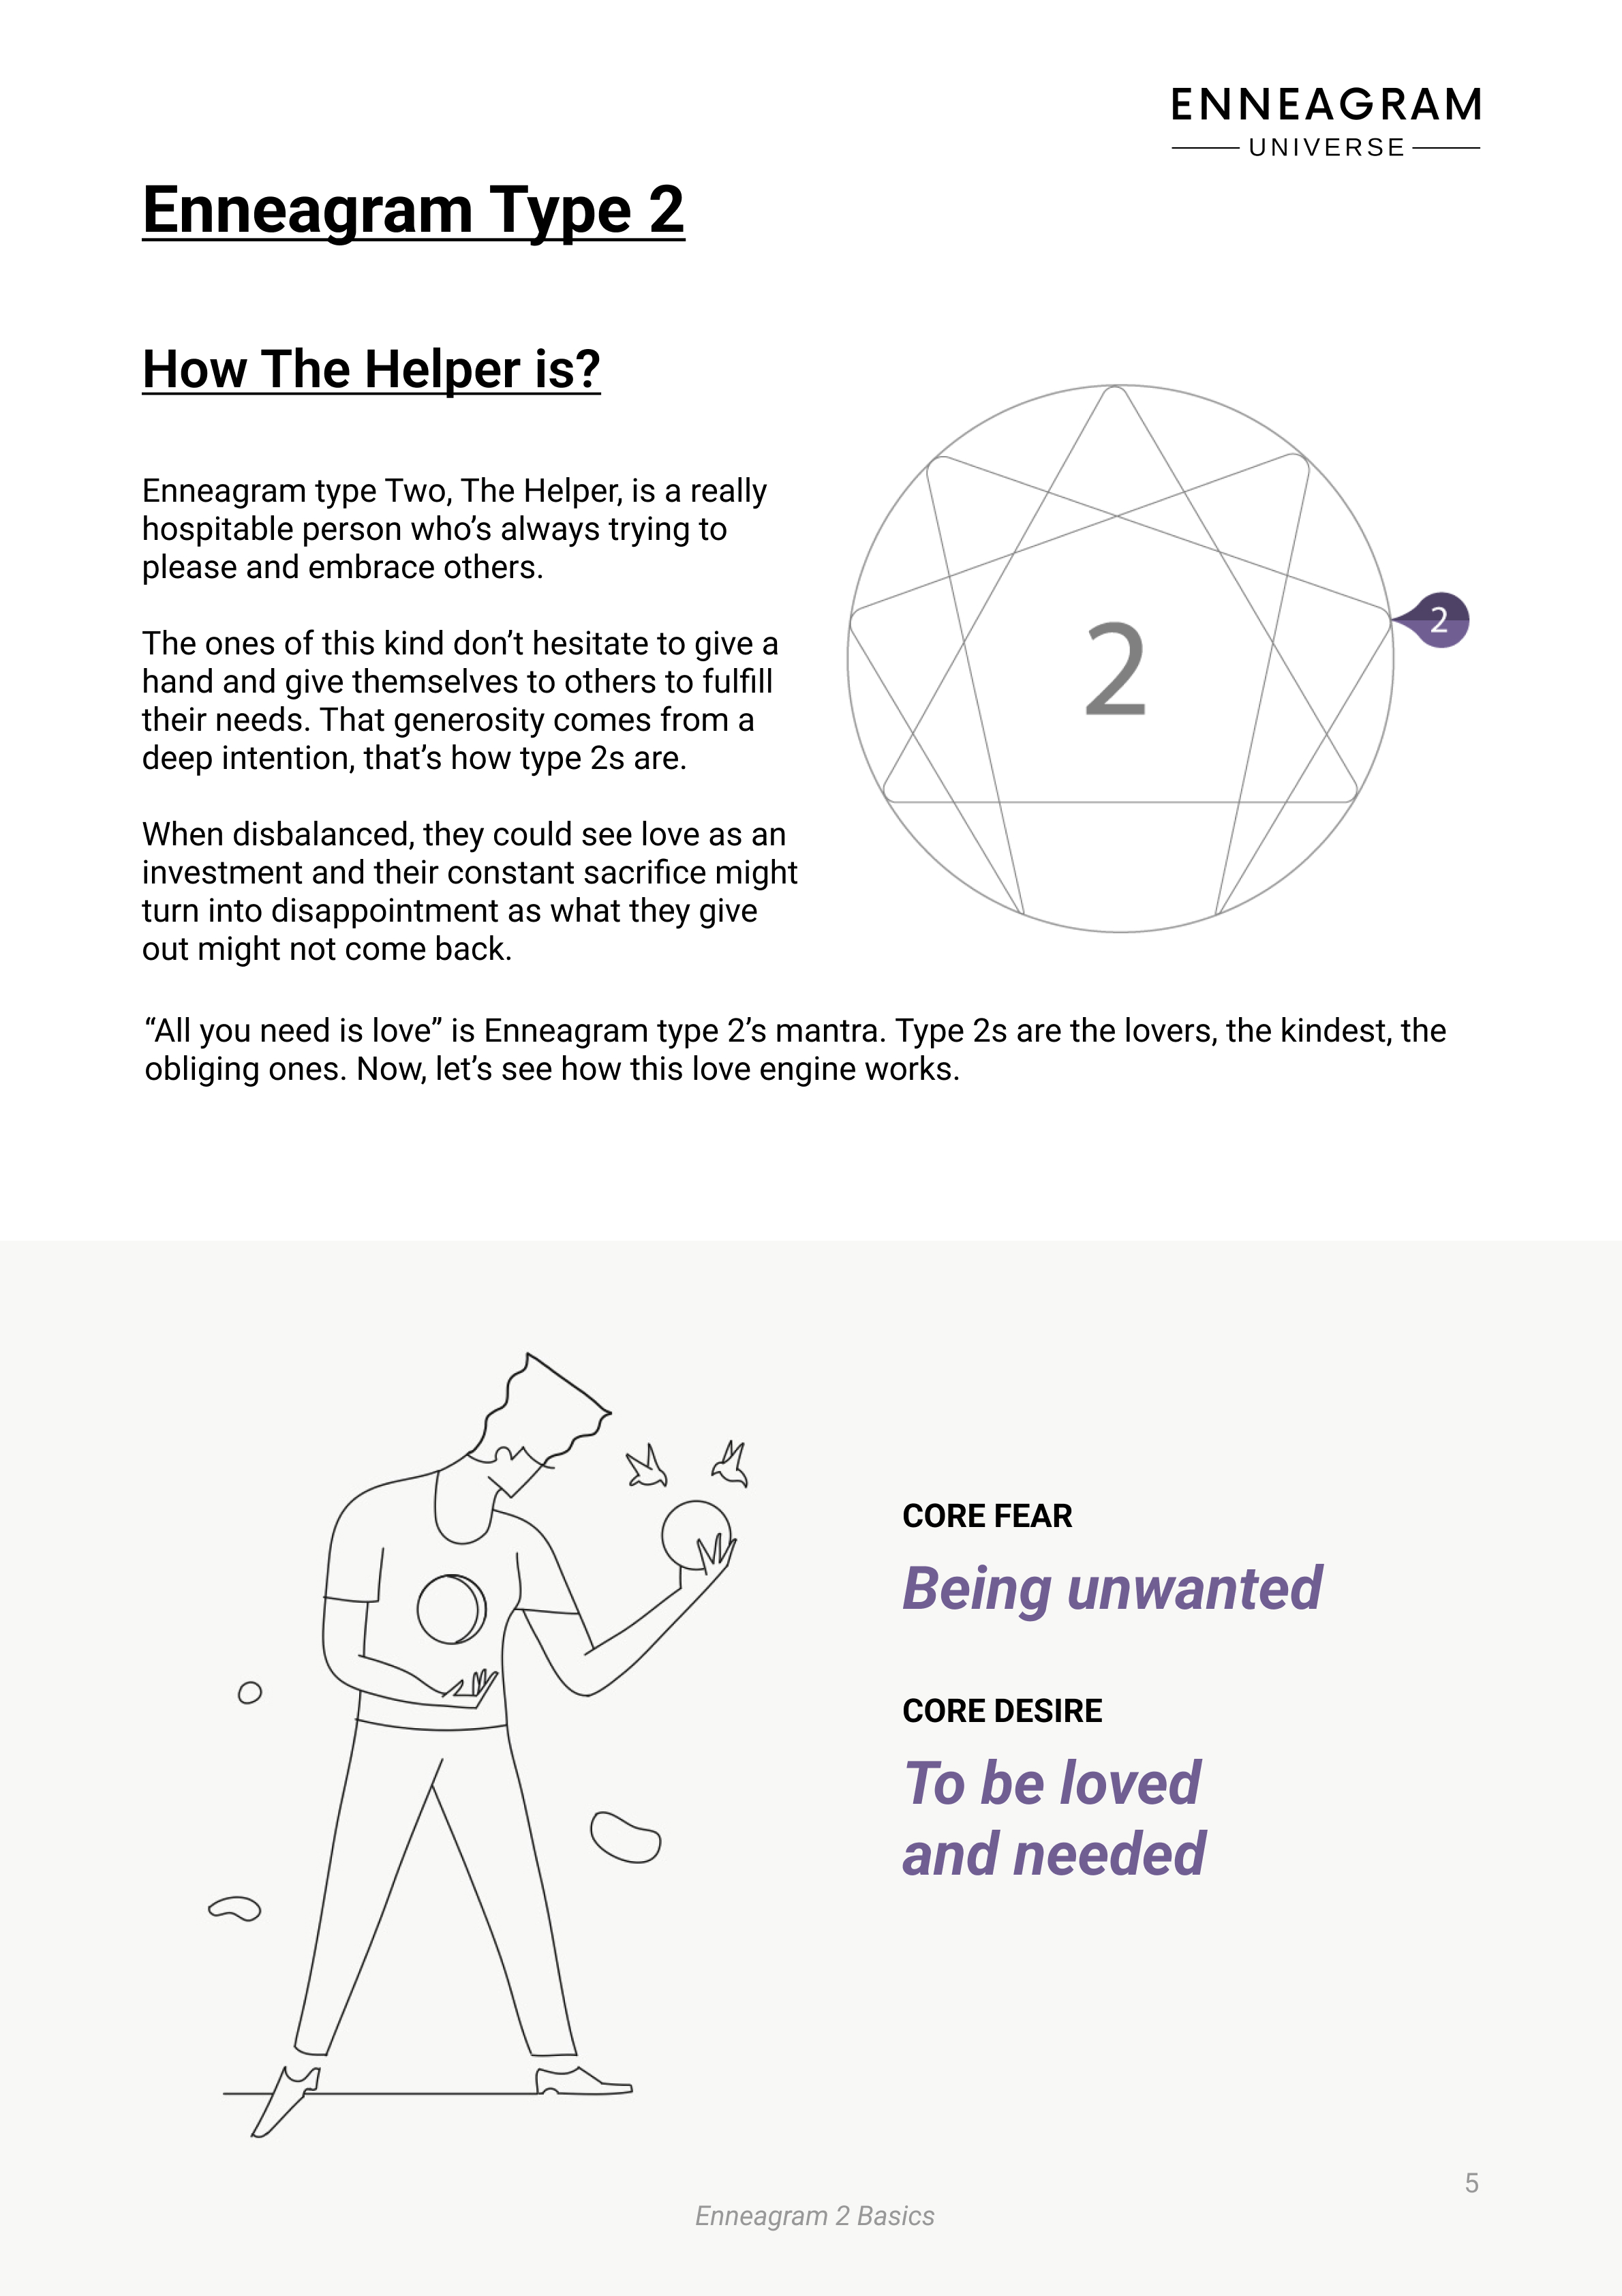 ENNEAGRAM
UNIVERSE
Enneagram Type 2
How The Helper is?
Enneagram type Two, The Helper, is a really
hospitable person who’s always trying to
please and embrace others.
The ones of this kind don’t hesitate to give a
hand and give themselves to others to fulfill
their needs. That generosity comes from a
deep intention, that’s how type 2s are.
When disbalanced, they could see love as an
investment and their constant sacrifice might
turn into disappointment as what they give
out might not come back.
2
2
“All you need is love” is Enneagram type 2’s mantra. Type 2s are the lovers, the kindest, the
obliging ones. Now, let’s see how this love engine works.
CORE FEAR
Being unwanted
CORE DESIRE
To be loved
and needed
5
Enneagram 2 Basics